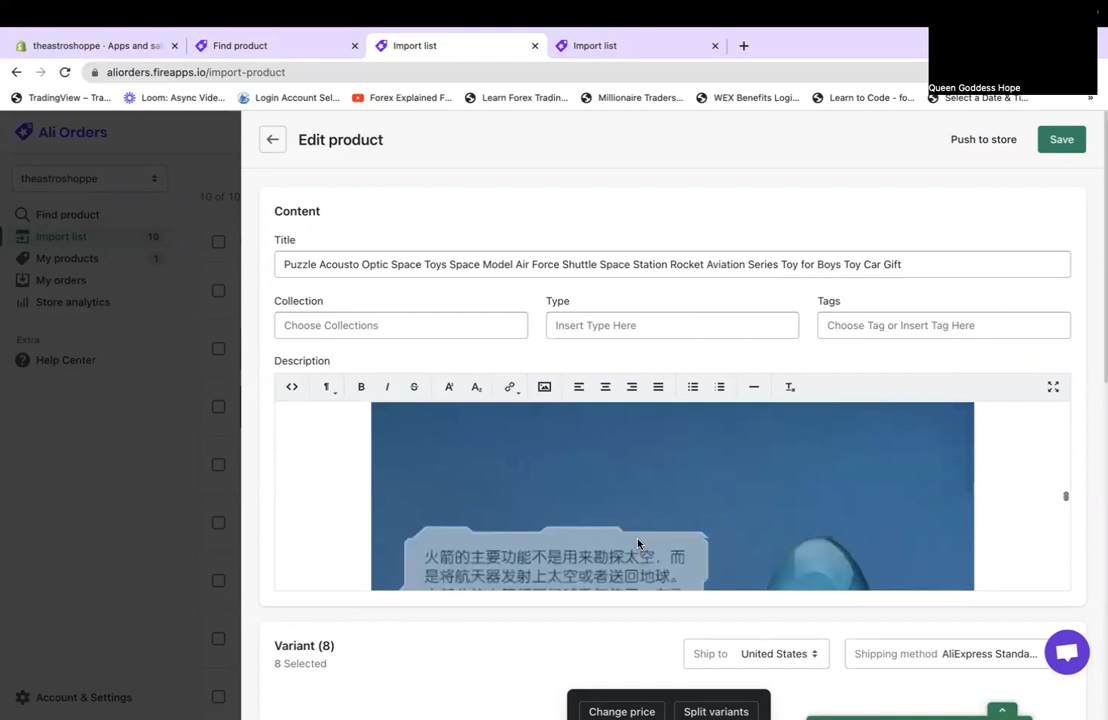 theastroshoppe · Apps and sa
Find product
Import list
Import list
aliorders.fireapps.io/import-product
Queen Goddess Hope
TradingView – Tra...
Loom: Async Vide...
Login Account Sel...
Forex Explained F...
Learn Forex Tradin...
Millionaire Traders...
WEX Benefits Logi...
Learn to Code - fo...
Select a Date & Ti...
Ali Orders
Edit product
Push to store
Save
theastroshoppe
10 of 10
Find product
Import list 10
My products 1
My orders
Store analytics
Extra
Help Center
Account & Settings
Content
Title
Puzzle Acousto Optic Space Toys Space Model Air Force Shuttle Space Station Rocket Aviation Series Toy for Boys Toy Car Gift
Collection
Type
Tags
Choose Collections
Insert Type Here
Choose Tag or Insert Tag Here
Description
火箭的主要功能不是用来勘探太空，而
是将航天器发射上太空或者送回地球。
Variant (8)
8 Selected
Ship to United States
Shipping method AliExpress Standa...
Change price
Split variants